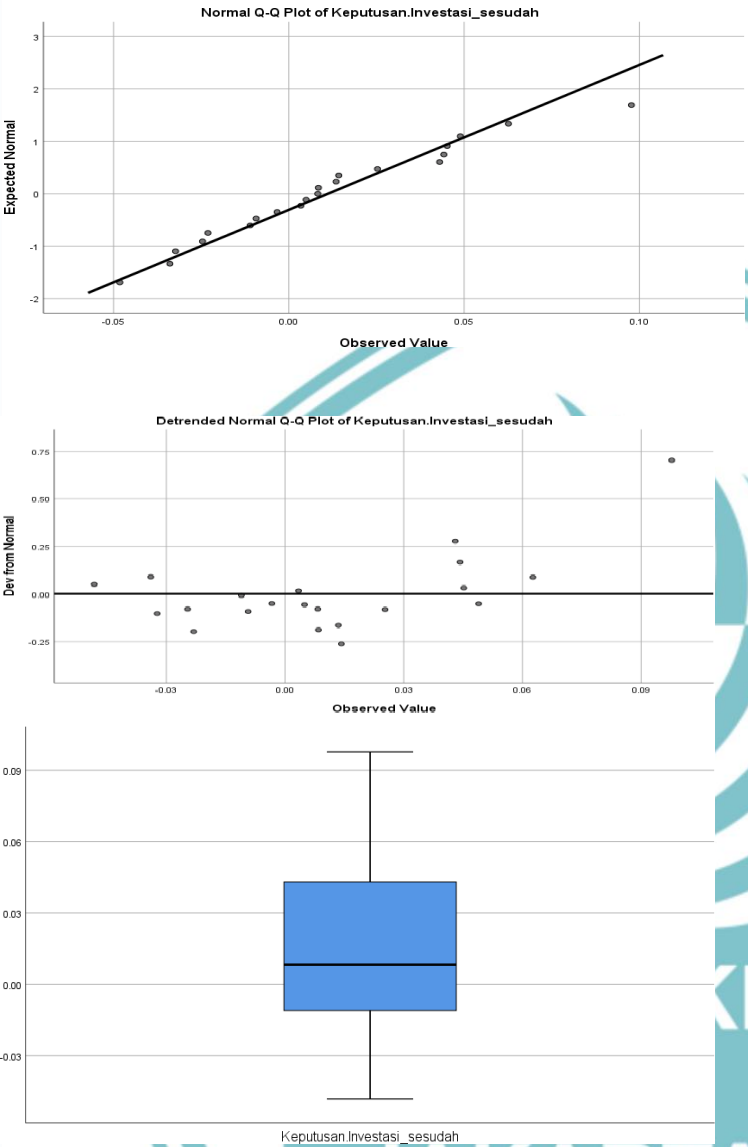 Normal Q-Q Plot of Keputusan.Investasi_sesudah
Expected Normal
3
2
1
0
-1
-2
-0.05 0.00 0.05 0.10
Observed Value
Detrended Normal Q-Q Plot of Keputusan.Investasi_sesudah
Dev from Normal
0.75
0.50
0.25
0.00
-0.25
-0.03 0.00 0.03 0.06 0.09
Observed Value
0.09
0.06
0.03
0.00
-0.03
Keputusan.Investasi_sesudah